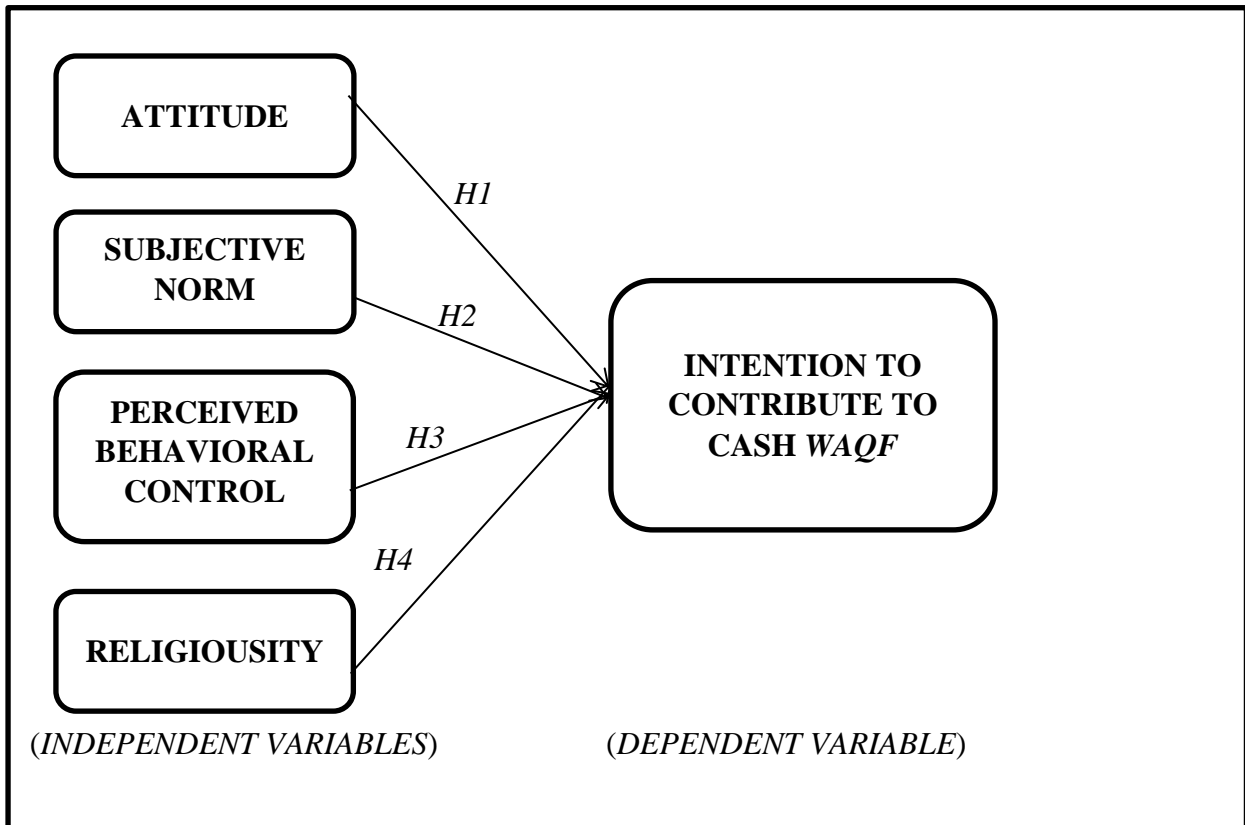 ATTITUDE
H1
SUBJECTIVE
NORM
H2
PERCEIVED
BEHAVIORAL
CONTROL
H3
INTENTION TO
CONTRIBUTE TO
CASH WAQF
H4
RELIGIOUSITY
(INDEPENDENT VARIABLES)
(DEPENDENT VARIABLE)